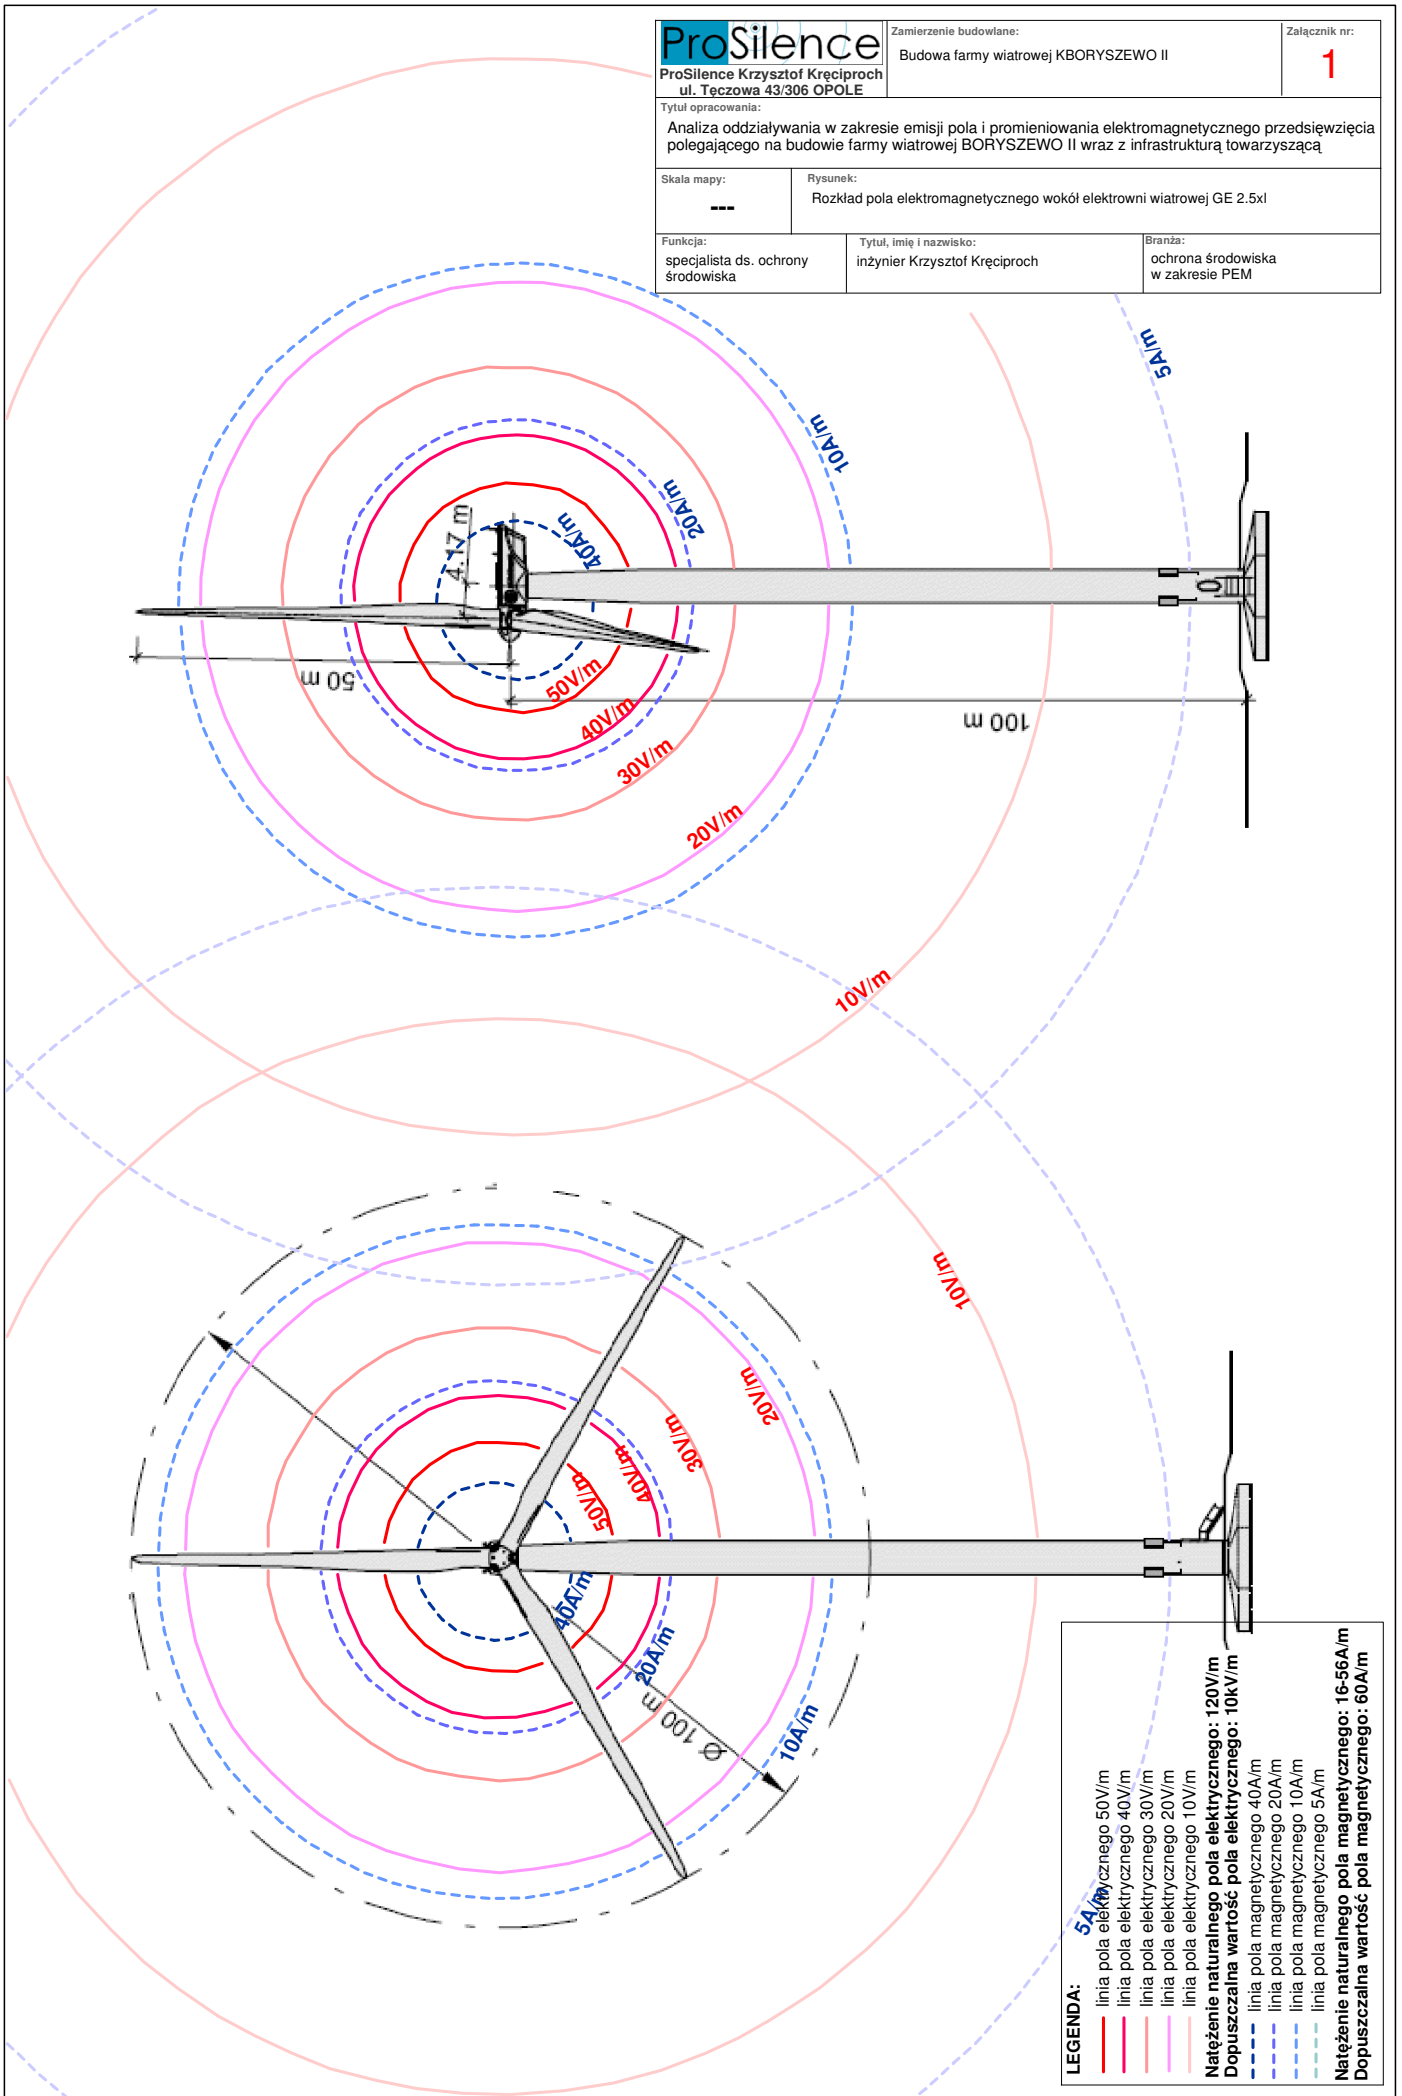 ProSilence
ProSilence Krzysztof Kręciproch
ul. Tęczowa 43/306 OPOLE
Zamierzenie budowlane:
Budowa farmy wiatrowej KBORYSZEWO II
Załącznik nr:
1
Tytuł opracowania:
Analiza oddziaływania w zakresie emisji pola i promieniowania elektromagnetycznego przedsięwzięcia
polegającego na budowie farmy wiatrowej BORYSZEWO II wraz z infrastrukturą towarzyszącą
Skala mapy:
---
Rysunek:
Rozkład pola elektromagnetycznego wokół elektrowni wiatrowej GE 2.5xl
Funkcja:
specjalista ds. ochrony
środowiska
Tytuł, imię i nazwisko:
inżynier Krzysztof Kręciproch
Branża:
ochrona środowiska
w zakresie PEM
5A/m
10A/m
20A/m
40A/m
4.17 m
50 m
100 m
50V/m
40V/m
30V/m
20V/m
10V/m
10V/m
20V/m
30V/m
40V/m
50V/m
40A/m
20A/m
Ø 100 m
10A/m
5A/m
LEGENDA:
linia pola elektrycznego 50V/m
linia pola elektrycznego 40V/m
linia pola elektrycznego 30V/m
linia pola elektrycznego 20V/m
linia pola elektrycznego 10V/m
Natężenie naturalnego pola elektrycznego: 120V/m
Dopuszczalna wartość pola elektrycznego: 10kV/m
linia pola magnetycznego 40A/m
linia pola magnetycznego 20A/m
linia pola magnetycznego 10A/m
linia pola magnetycznego 5A/m
Natężenie naturalnego pola magnetycznego: 16-56A/m
Dopuszczalna wartość pola magnetycznego: 60A/m